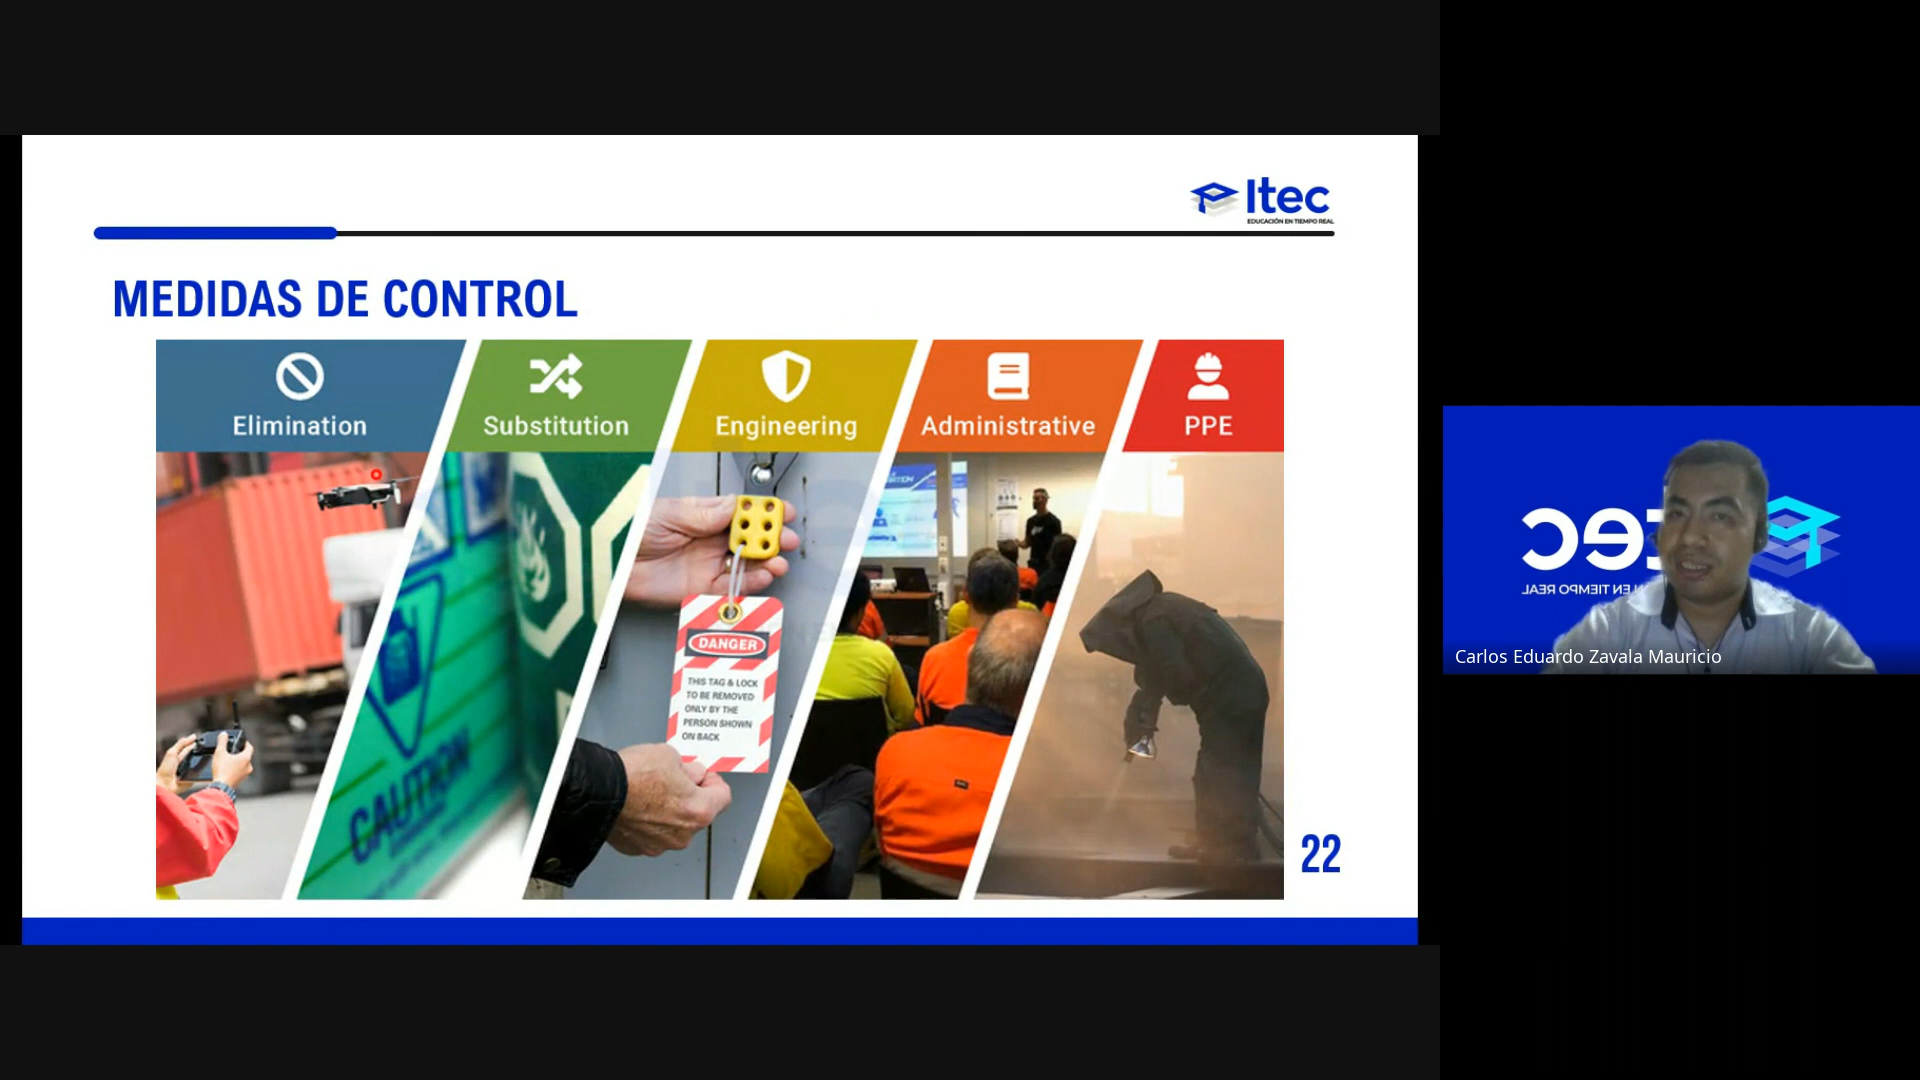 Itec
EDUCACIÓN EN TIEMPO REAL
MEDIDAS DE CONTROL
Elimination
Substitution
Engineering
Administrative
PPE
DANGER
THIS TAG & LOCK
TO BE REMOVED
ONLY BY THE
PERSON SHOWN
ON BACK
CAUTION
22
tec
EN TIEMPO REAL
Carlos Eduardo Zavala Mauricio